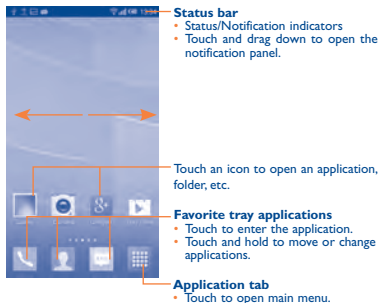 Status bar
• Status/Notification indicators
• Touch and drag down to open the
notification panel.
Touch an icon to open an application,
folder, etc.
Favorite tray applications
• Touch to enter the application.
• Touch and hold to move or change
applications.
Application tab
• Touch to open main menu.